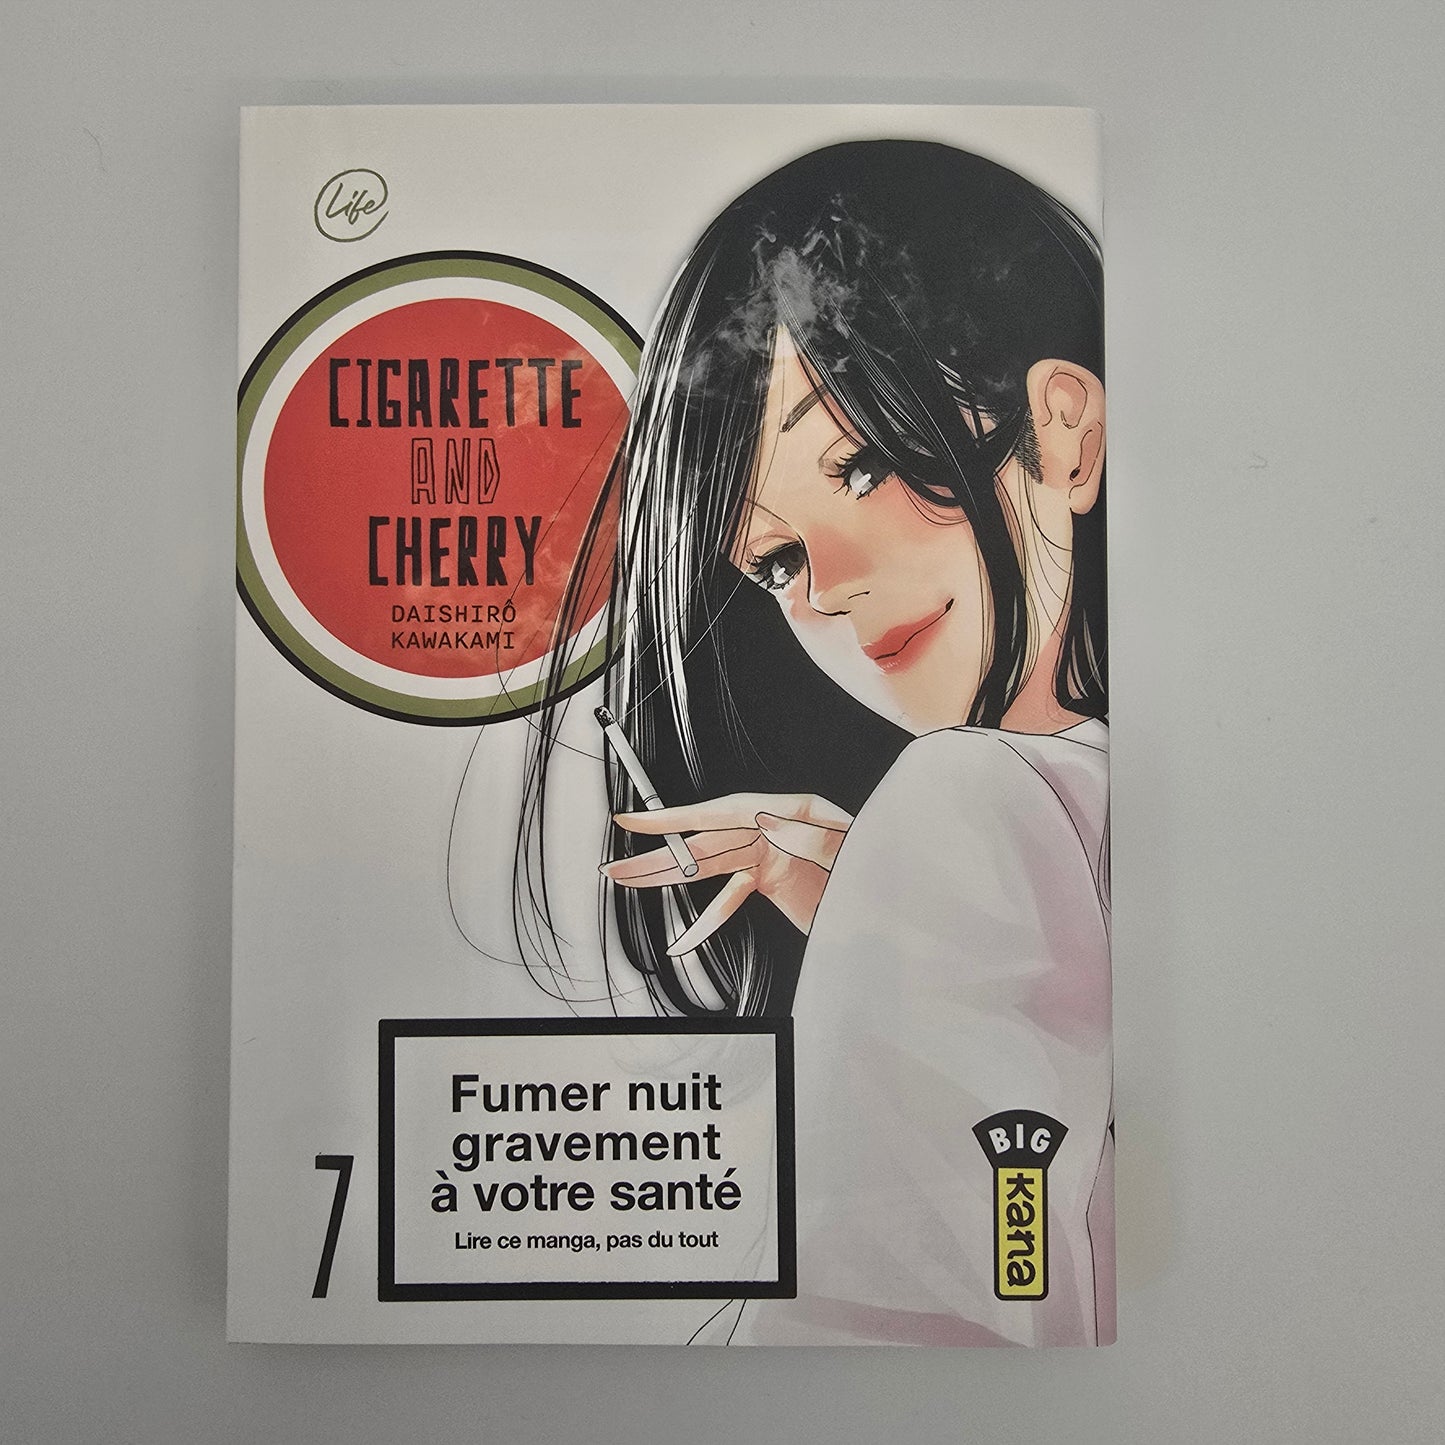 Life
CIGARETTE
AND
CHERRY
DAISHIRÔ
KAWAKAMI
Fumer nuit
gravement
à votre santé
Lire ce manga, pas du tout
7
BIG
kana